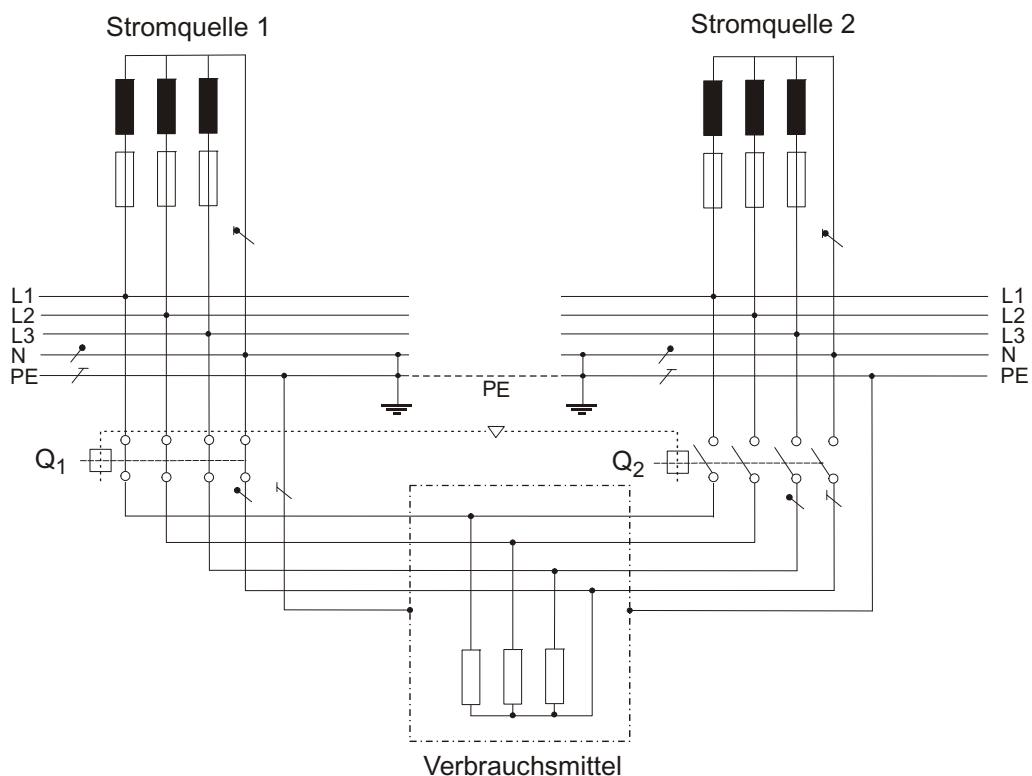 Stromquelle 1
Stromquelle 2
L1
L2
L3
N
PE
PE
L1
L2
L3
N
PE
Q1
Q2
Verbrauchsmittel